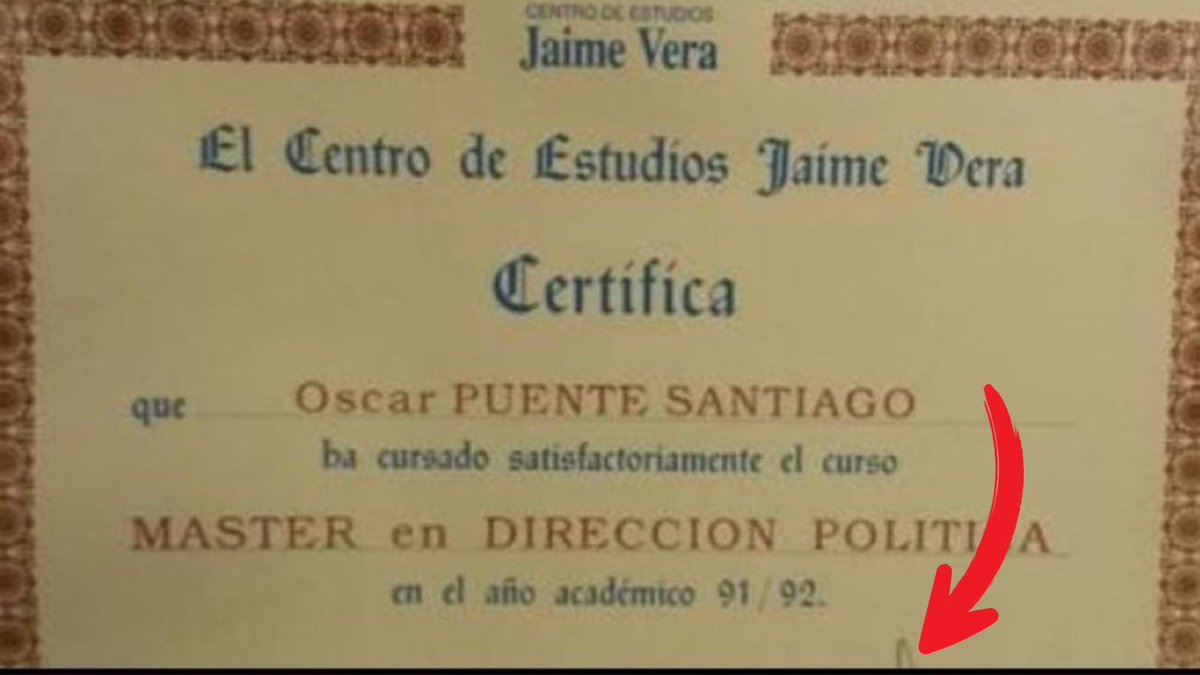 CENTRO DE ESTUDIOS
Jaime Vera
El Centro de Estudios Jaime Vera
Certifica
que Oscar PUENTE SANTIAGO
ha cursado satisfactoriamente el curso
MASTER en DIRECCION POLITICA
en el año académico 91/92.